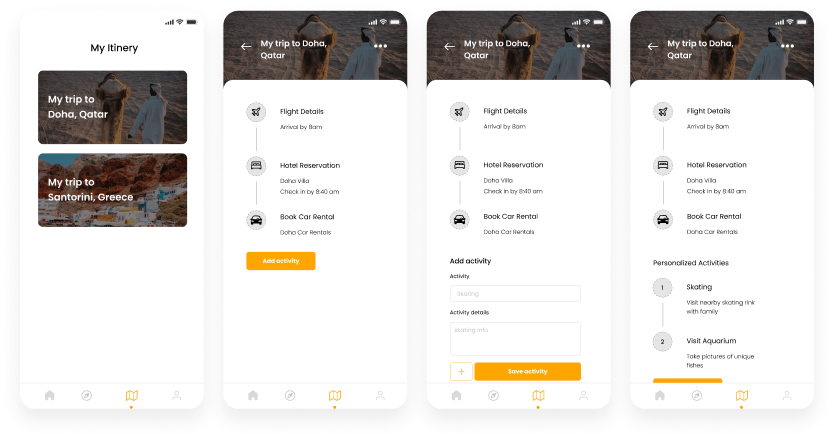 My Itinery
My trip to
Doha, Qatar
My trip to
Santorini, Greece
My trip to Doha,
Qatar
Flight Details
Arrival by 8am
Hotel Reservation
Doha Villa
Check in by 8:40 am
Book Car Rental
Doha Car Rentals
Add activity
My trip to Doha,
Qatar
Flight Details
Arrival by 8am
Hotel Reservation
Doha Villa
Check in by 8:40 am
Book Car Rental
Doha Car Rentals
Add activity
Activity
Skating
Activity details
skating info
+
Save activity
My trip to Doha,
Qatar
Flight Details
Arrival by 8am
Hotel Reservation
Doha Villa
Check in by 8:40 am
Book Car Rental
Doha Car Rentals
Personalized Activities
1
Skating
Visit nearby skating rink
with family
2
Visit Aquarium
Take pictures of unique
fishes